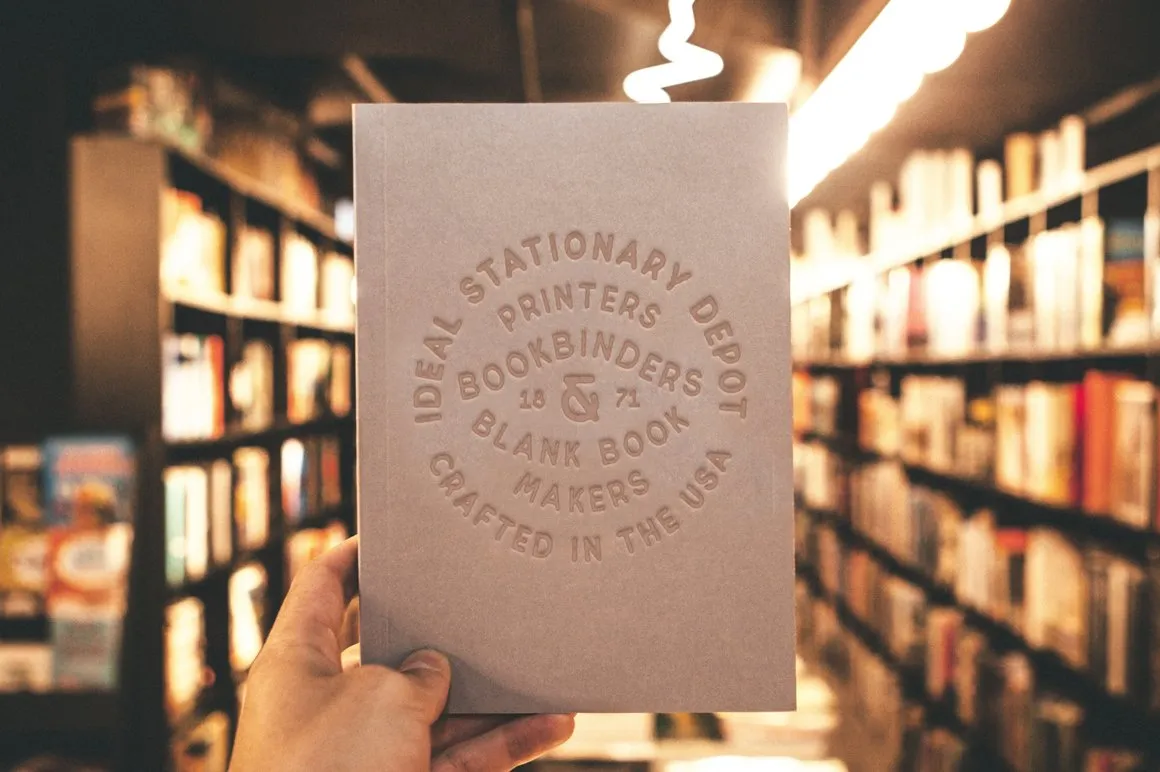 IDEAL STATIONARY DEPOT
PRINTERS
BOOKBINDERS
18 & 71
BLANK BOOK
MAKERS
CRAFTED IN THE USA